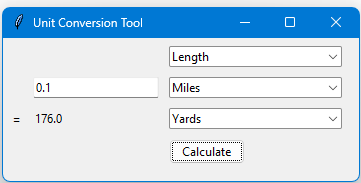 Unit Conversion Tool
Length
0.1 Miles
= 176.0 Yards
Calculate